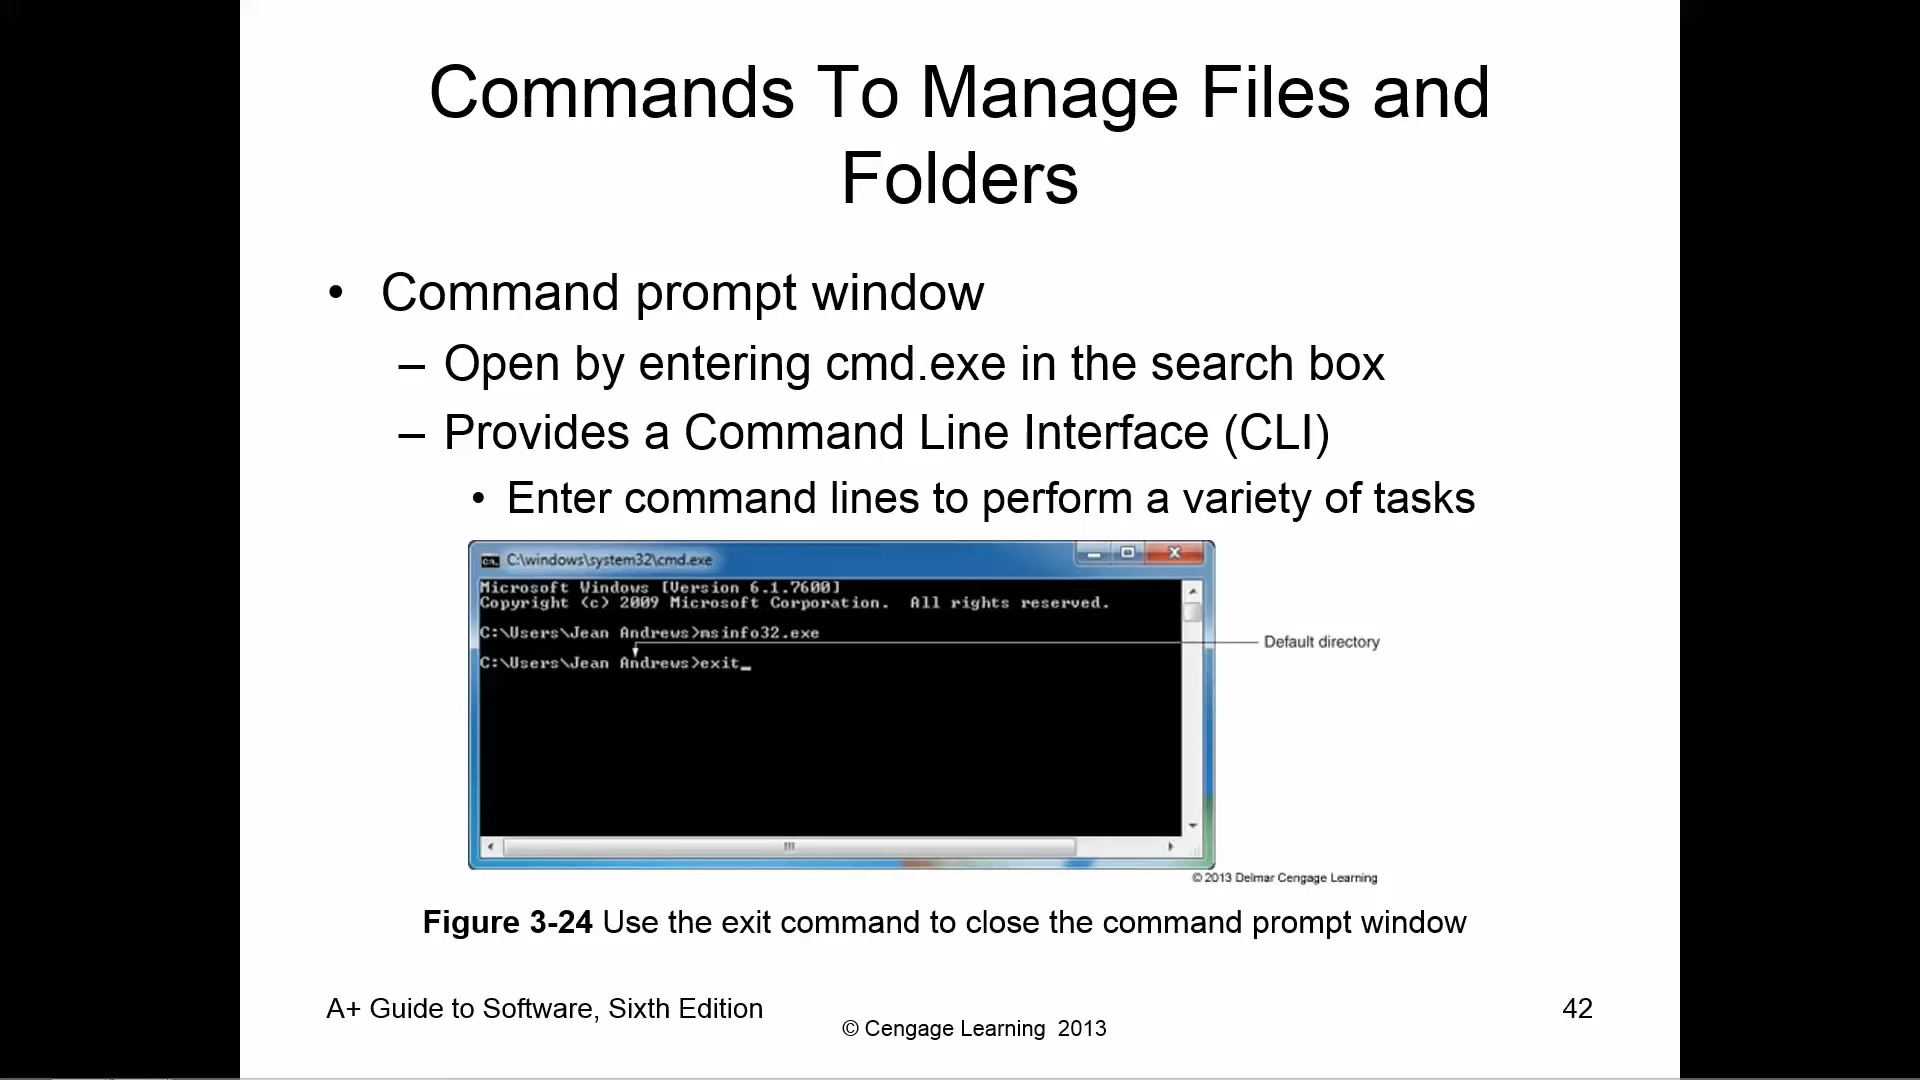 Commands To Manage Files and
Folders
• Command prompt window
– Open by entering cmd.exe in the search box
– Provides a Command Line Interface (CLI)
• Enter command lines to perform a variety of tasks
C:\windows\system32\cmd.exe
Microsoft Windows [Version 6.1.7600]
Copyright (c) 2009 Microsoft Corporation. All rights reserved.
C:\Users\Jean Andrews>msinfo32.exe
Default directory
C:\Users\Jean Andrews>exit_
© 2013 Delmar Cengage Learning
Figure 3-24 Use the exit command to close the command prompt window
A+ Guide to Software, Sixth Edition
© Cengage Learning 2013
42